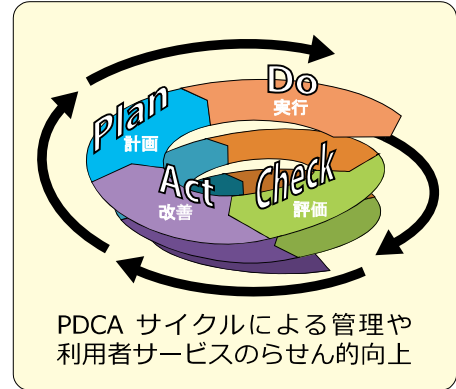 Plan
計画
Do
実行
Check
評価
Act
改善
PDCA サイクルによる管理や
利用者サービスのらせん的向上